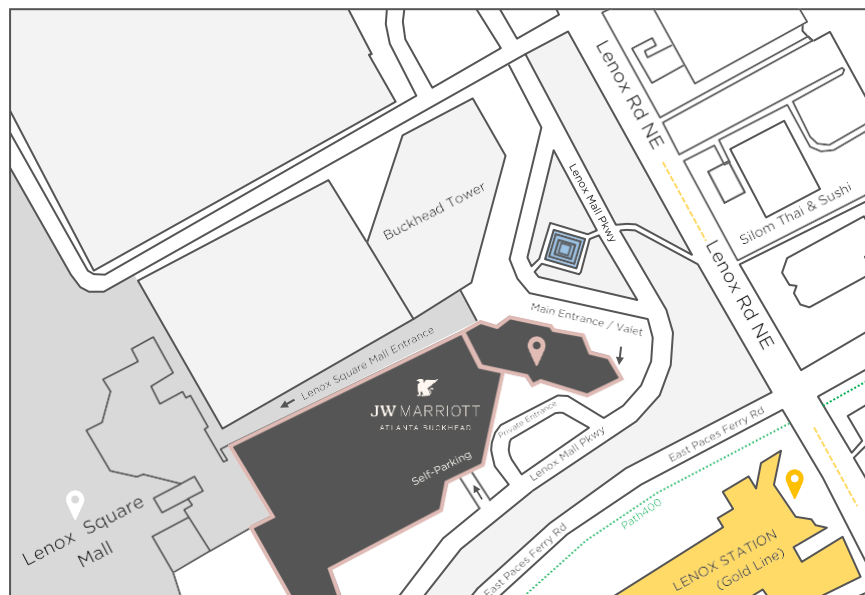 Lenox Rd NE
Lenox Mall Pkwy
Buckhead Tower
Silom Thai & Sushi
Lenox Rd NE
Main Entrance / Valet
Lenox Square Mall Entrance
JW MARRIOTT
ATLANTA BUCKHEAD
Private Entrance
Lenox Mall Pkwy
East Paces Ferry Rd
Self-Parking
Path400
Lenox Square
Mall
East Paces Ferry Rd
LENOX STATION
(Gold Line)